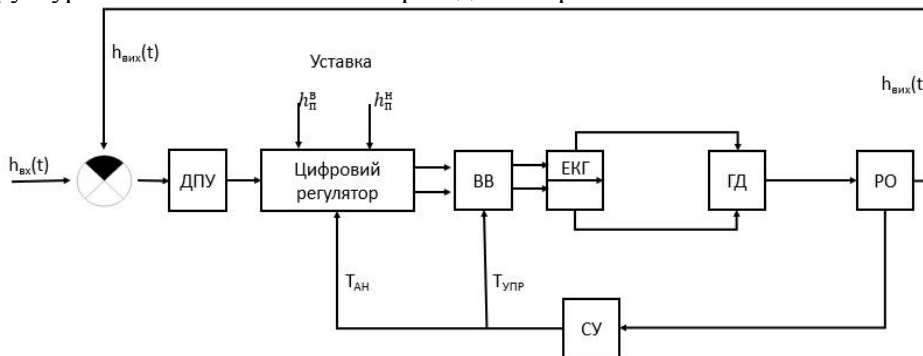 hвих(t)
Уставка
hпв
hпн
hвих(t
hвх(t)
ДПУ
Цифровий
регулятор
ВВ
ЕКГ
ГД
РО
TАН
TУПР
СУ